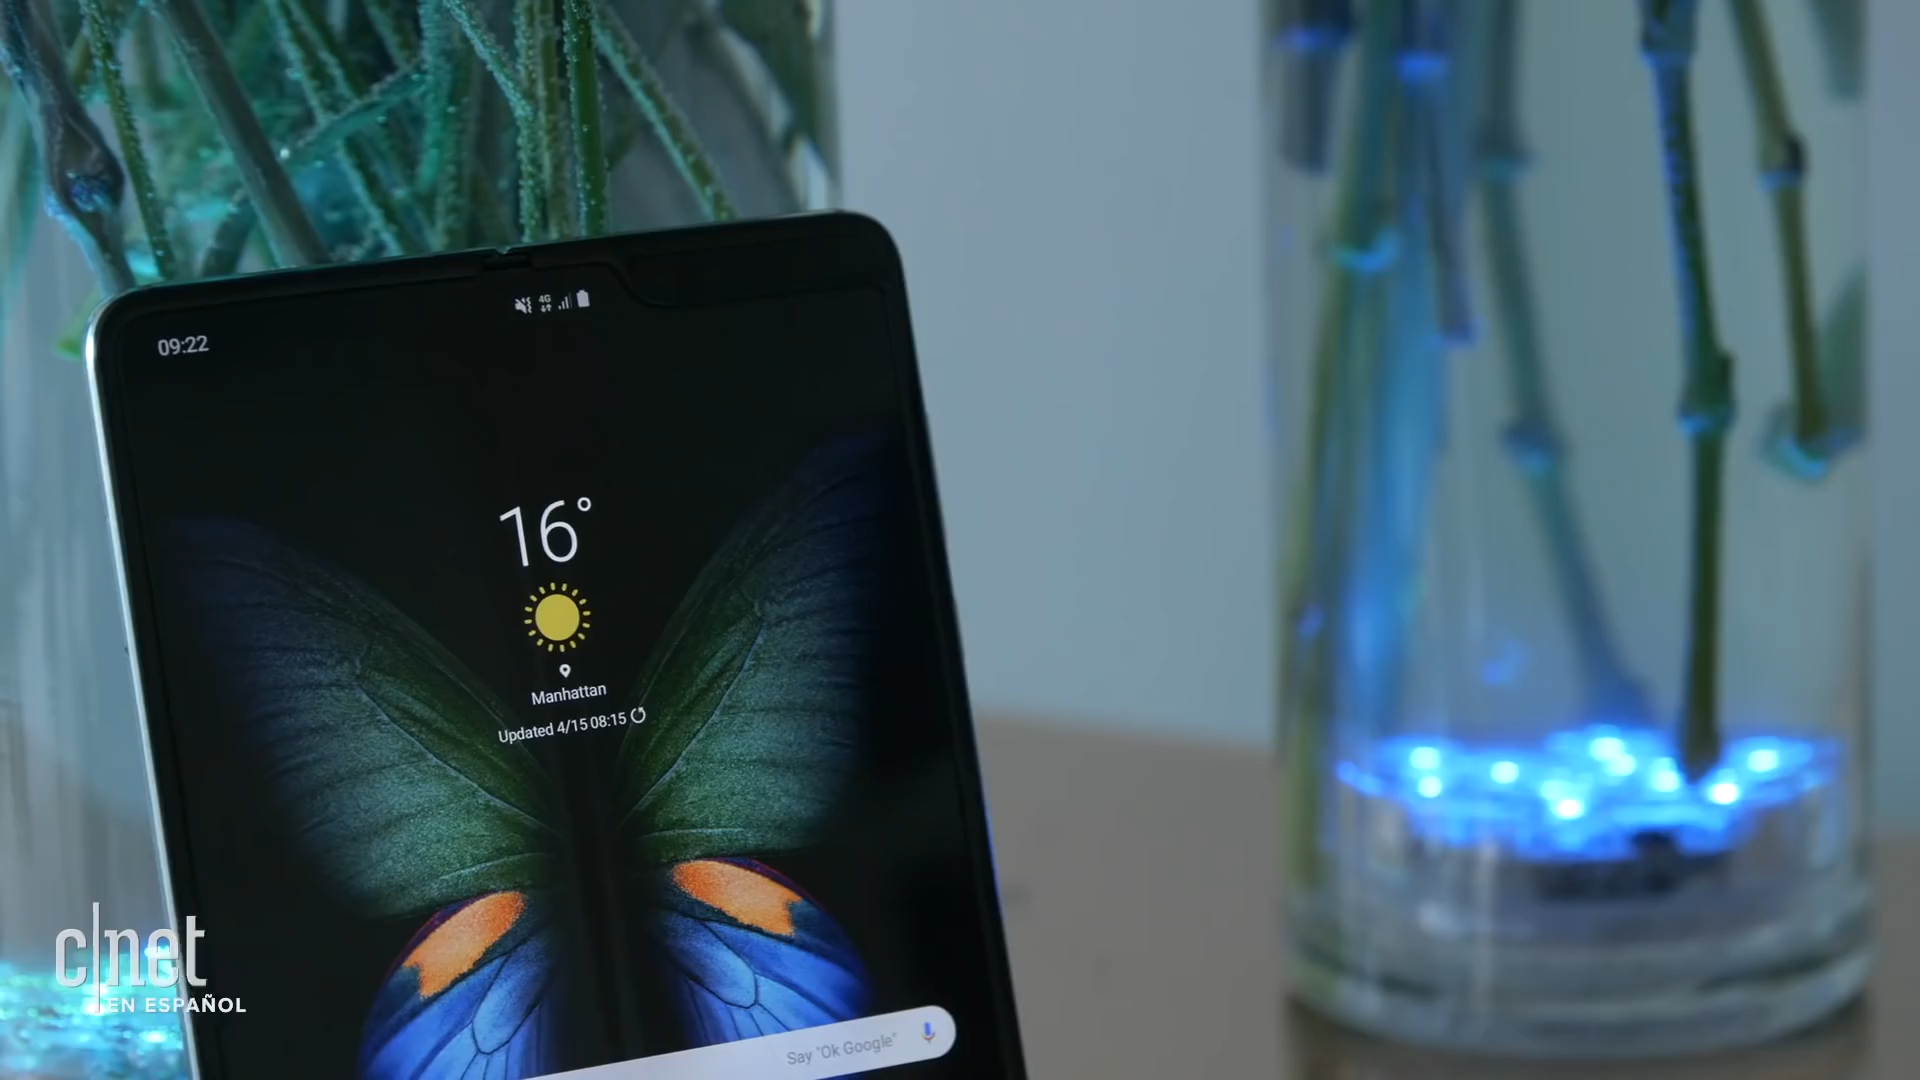 09:22
4G
16°
Manhattan
Updated 4/15 08:15
Say "Ok Google"
c|net
EN ESPAÑOL